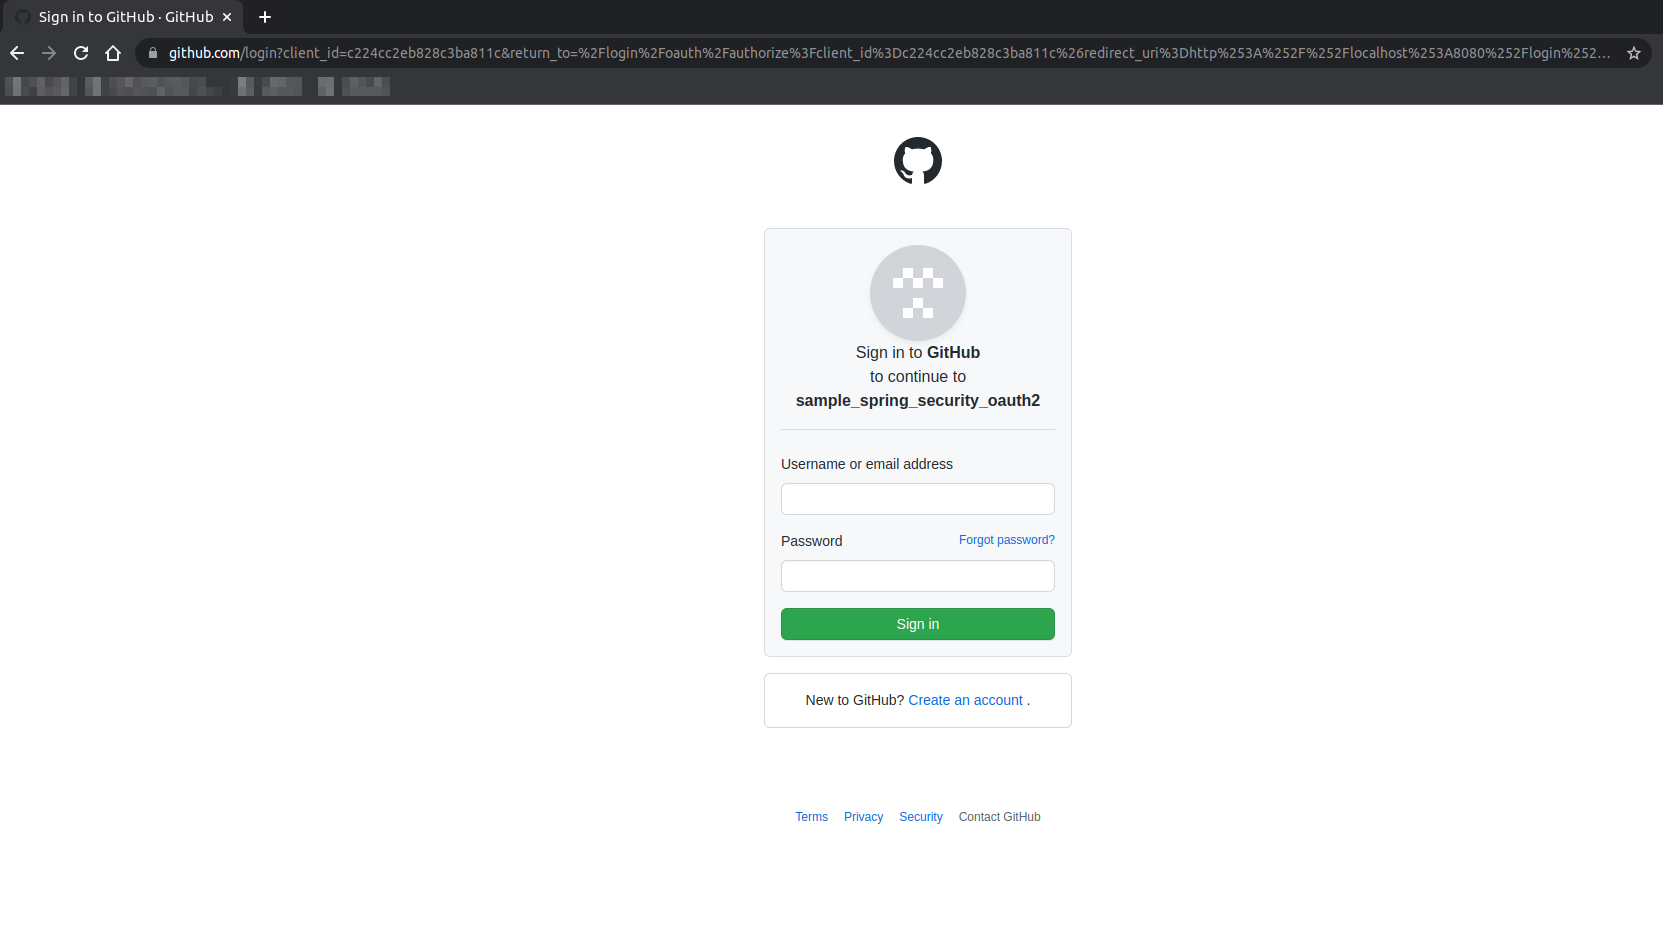 Sign in to GitHub · GitHub
github.com/login?client_id=c224cc2eb828c3ba811c&return_to=%2Flogin%2Foauth%2Fauthorize%3Fclient_id%3Dc224cc2eb828c3ba811c%26redirect_uri%3Dhttp%253A%252F%252Flocalhost%253A8080%252Flogin%252...
Sign in to GitHub
to continue to
sample_spring_security_oauth2
Username or email address
Password Forgot password?
Sign in
New to GitHub? Create an account .
Terms Privacy Security Contact GitHub